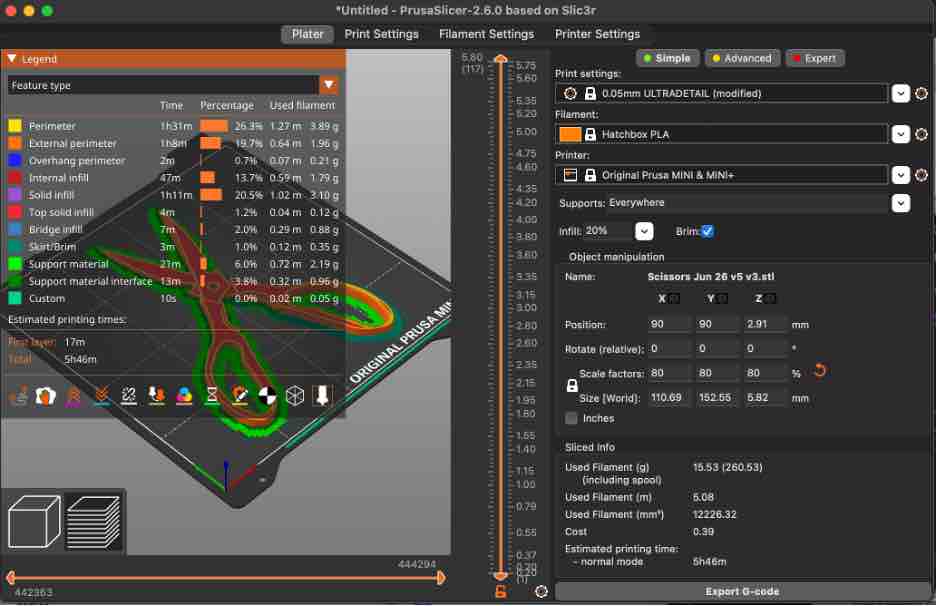 *Untitled - PrusaSlicer-2.6.0 based on Slic3r
Plater Print Settings Filament Settings Printer Settings
Legend
Feature type
Time Percentage Used filament
Perimeter 1h31m 26.3% 1.27 m 3.89 g
External perimeter 1h8m 19.7% 0.64 m 1.96 g
Overhang perimeter 2m 0.7% 0.07 m 0.21 g
Internal infill 47m 13.7% 0.59 m 1.79 g
Solid infill 1h11m 20.5% 1.02 m 3.10 g
Top solid infill 4m 1.2% 0.04 m 0.12 g
Bridge infill 7m 2.0% 0.29 m 0.88 g
Skirt/Brim 3m 1.0% 0.12 m 0.35 g
Support material 21m 6.0% 0.72 m 2.19 g
Support material interface 13m 3.8% 0.32 m 0.96 g
Custom 10s 0.0% 0.02 m 0.05 g
Estimated printing times:
First layer: 17m
Total 5h46m
ORIGINAL PRUSA MIN
442363
444294
5.80
(117)
5.75
5.60
5.35
5.20
5.00
4.75
4.60
4.35
4.20
4.00
3.80
3.60
3.35
3.15
3.00
2.80
2.60
2.35
2.15
1.95
1.80
1.55
1.40
1.15
1.00
0.79
0.55
0.37
0.20
0.20
(1)
Simple Advanced Expert
Print settings:
0.05mm ULTRADETAIL (modified)
Filament:
Hatchbox PLA
Printer:
Original Prusa MINI & MINI+
Supports: Everywhere
Infill: 20% Brim:
Object manipulation
Name: Scissors Jun 26 v5 v3.stl
X Y Z
Position: 90 90 2.91 mm
Rotate (relative): 0 0 0 °
Scale factors: 80 80 80 %
Size [World]: 110.69 152.55 5.82 mm
Inches
Sliced Info
Used Filament (g) 15.53 (260.53)
(including spool)
Used Filament (m) 5.08
Used Filament (mm³) 12226.32
Cost 0.39
Estimated printing time:
- normal mode 5h46m
Export G-code